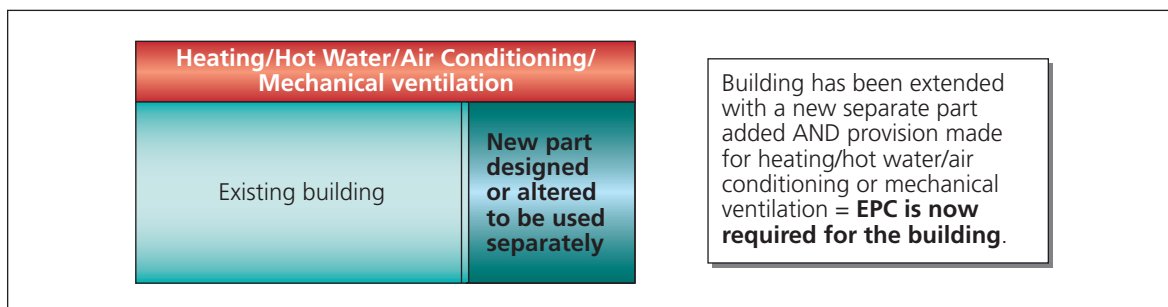 Heating/Hot Water/Air Conditioning/
Mechanical ventilation
Existing building
New part
designed
or altered
to be used
separately
Building has been extended
with a new separate part
added AND provision made
for heating/hot water/air
conditioning or mechanical
ventilation = EPC is now
required for the building.